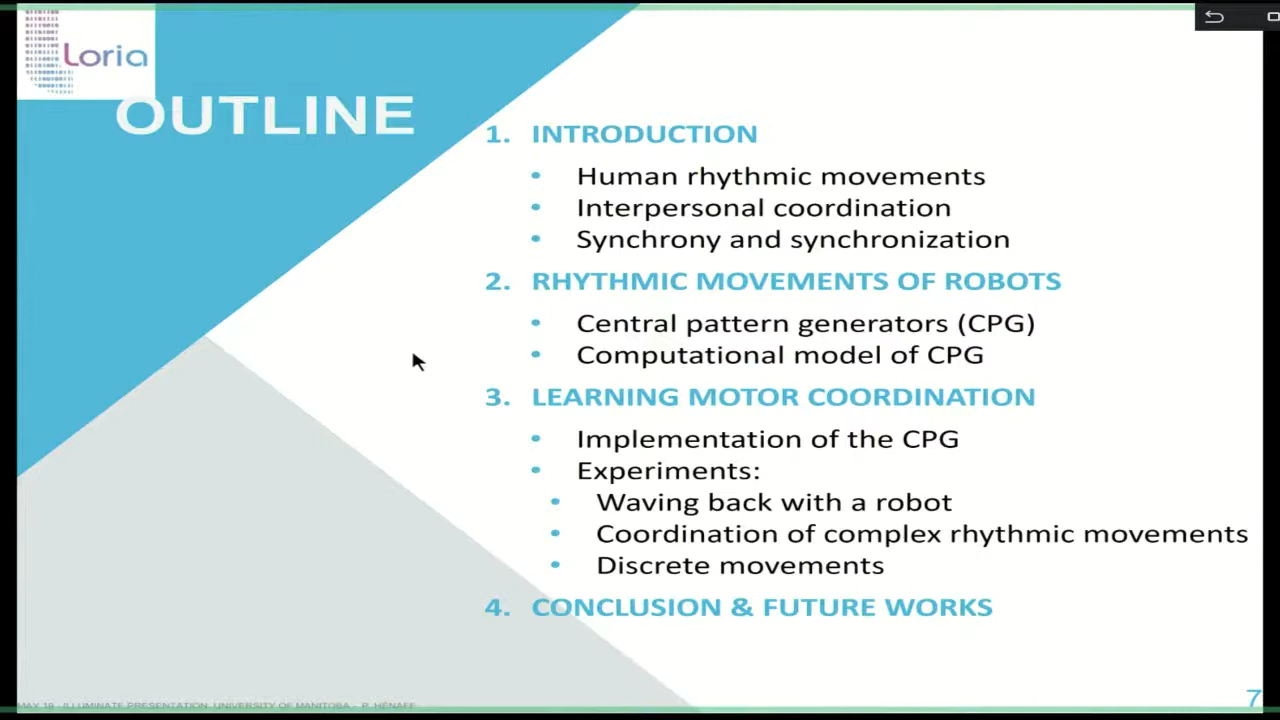 Loria
OUTLINE
1. INTRODUCTION
• Human rhythmic movements
• Interpersonal coordination
• Synchrony and synchronization
2. RHYTHMIC MOVEMENTS OF ROBOTS
• Central pattern generators (CPG)
• Computational model of CPG
3. LEARNING MOTOR COORDINATION
• Implementation of the CPG
• Experiments:
• Waving back with a robot
• Coordination of complex rhythmic movements
• Discrete movements
4. CONCLUSION & FUTURE WORKS
MAY 19 - ILLUMINATE PRESENTATION, UNIVERSITY OF MANITOBA - P. HENAFF
7